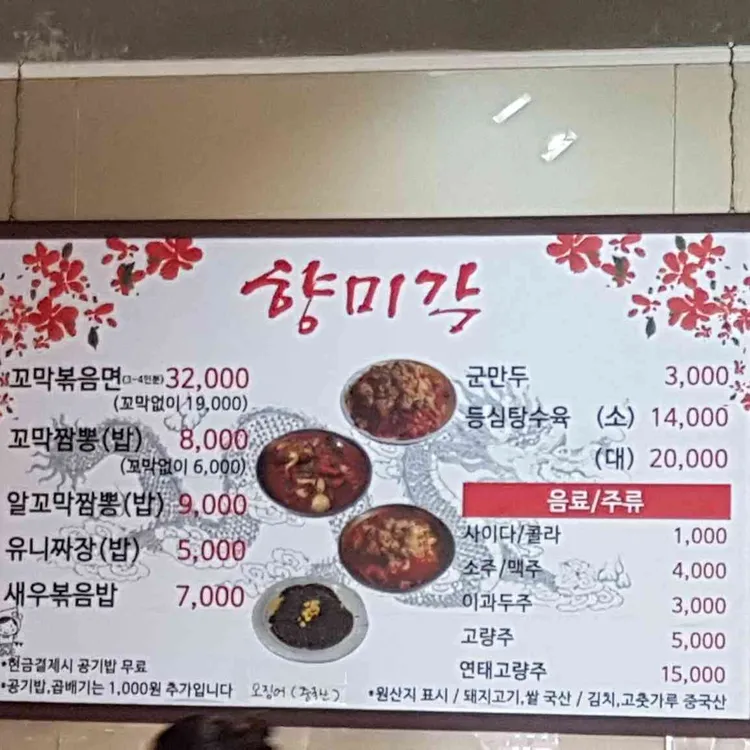 향미각
꼬막볶음면(3-4인분) 32,000
(꼬막없이 19,000)
꼬막짬뽕(밥) 8,000
(꼬막없이 6,000)
알꼬막짬뽕(밥) 9,000
유니짜장(밥) 5,000
새우볶음밥 7,000
•현금결제시 공기밥 무료
•공기밥,곱배기는 1,000원 추가입니다
오징어(중국산)
군만두 3,000
등심탕수육 (소) 14,000
(대) 20,000
음료/주류
사이다/콜라 1,000
소주/맥주 4,000
이과두주 3,000
고량주 5,000
연태고량주 15,000
*원산지 표시 / 돼지고기,쌀 국산 / 김치,고춧가루 중국산